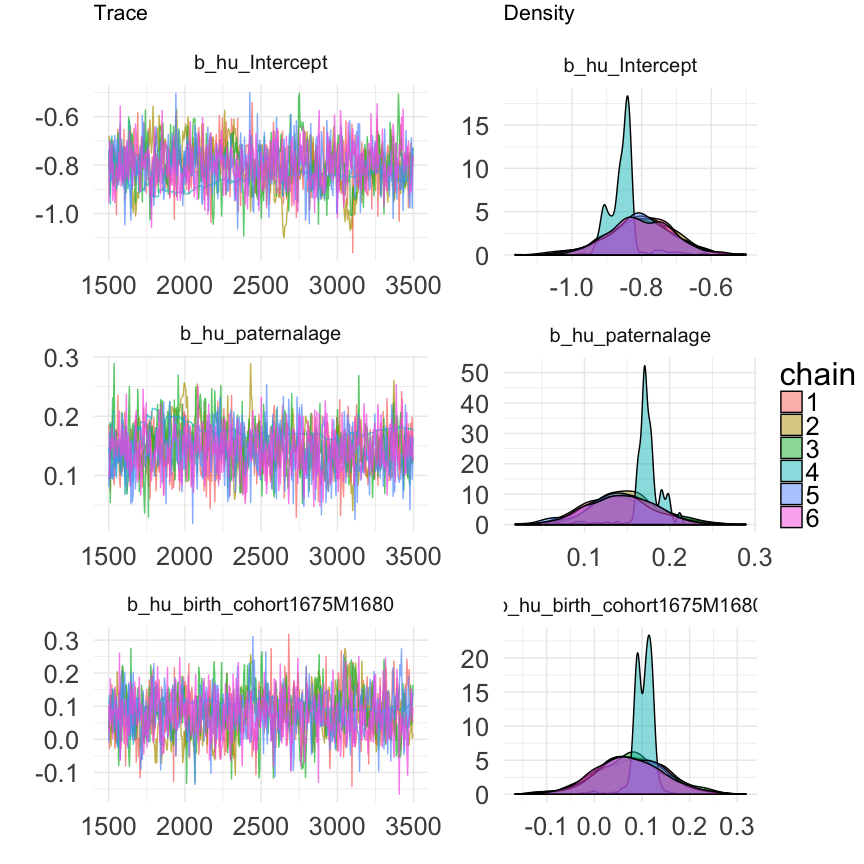 Trace
Density
b_hu_Intercept
-0.6
-0.8
-1.0
1500 2000 2500 3000 3500
b_hu_Intercept
15
10
5
0
-1.0 -0.8 -0.6
b_hu_paternalage
0.3
0.2
0.1
1500 2000 2500 3000 3500
b_hu_paternalage
50
40
30
20
10
0
0.1 0.2 0.3
b_hu_birth_cohort1675M1680
0.3
0.2
0.1
0.0
-0.1
1500 2000 2500 3000 3500
b_hu_birth_cohort1675M1680
20
15
10
5
0
-0.1 0.0 0.1 0.2 0.3
chain
1
2
3
4
5
6